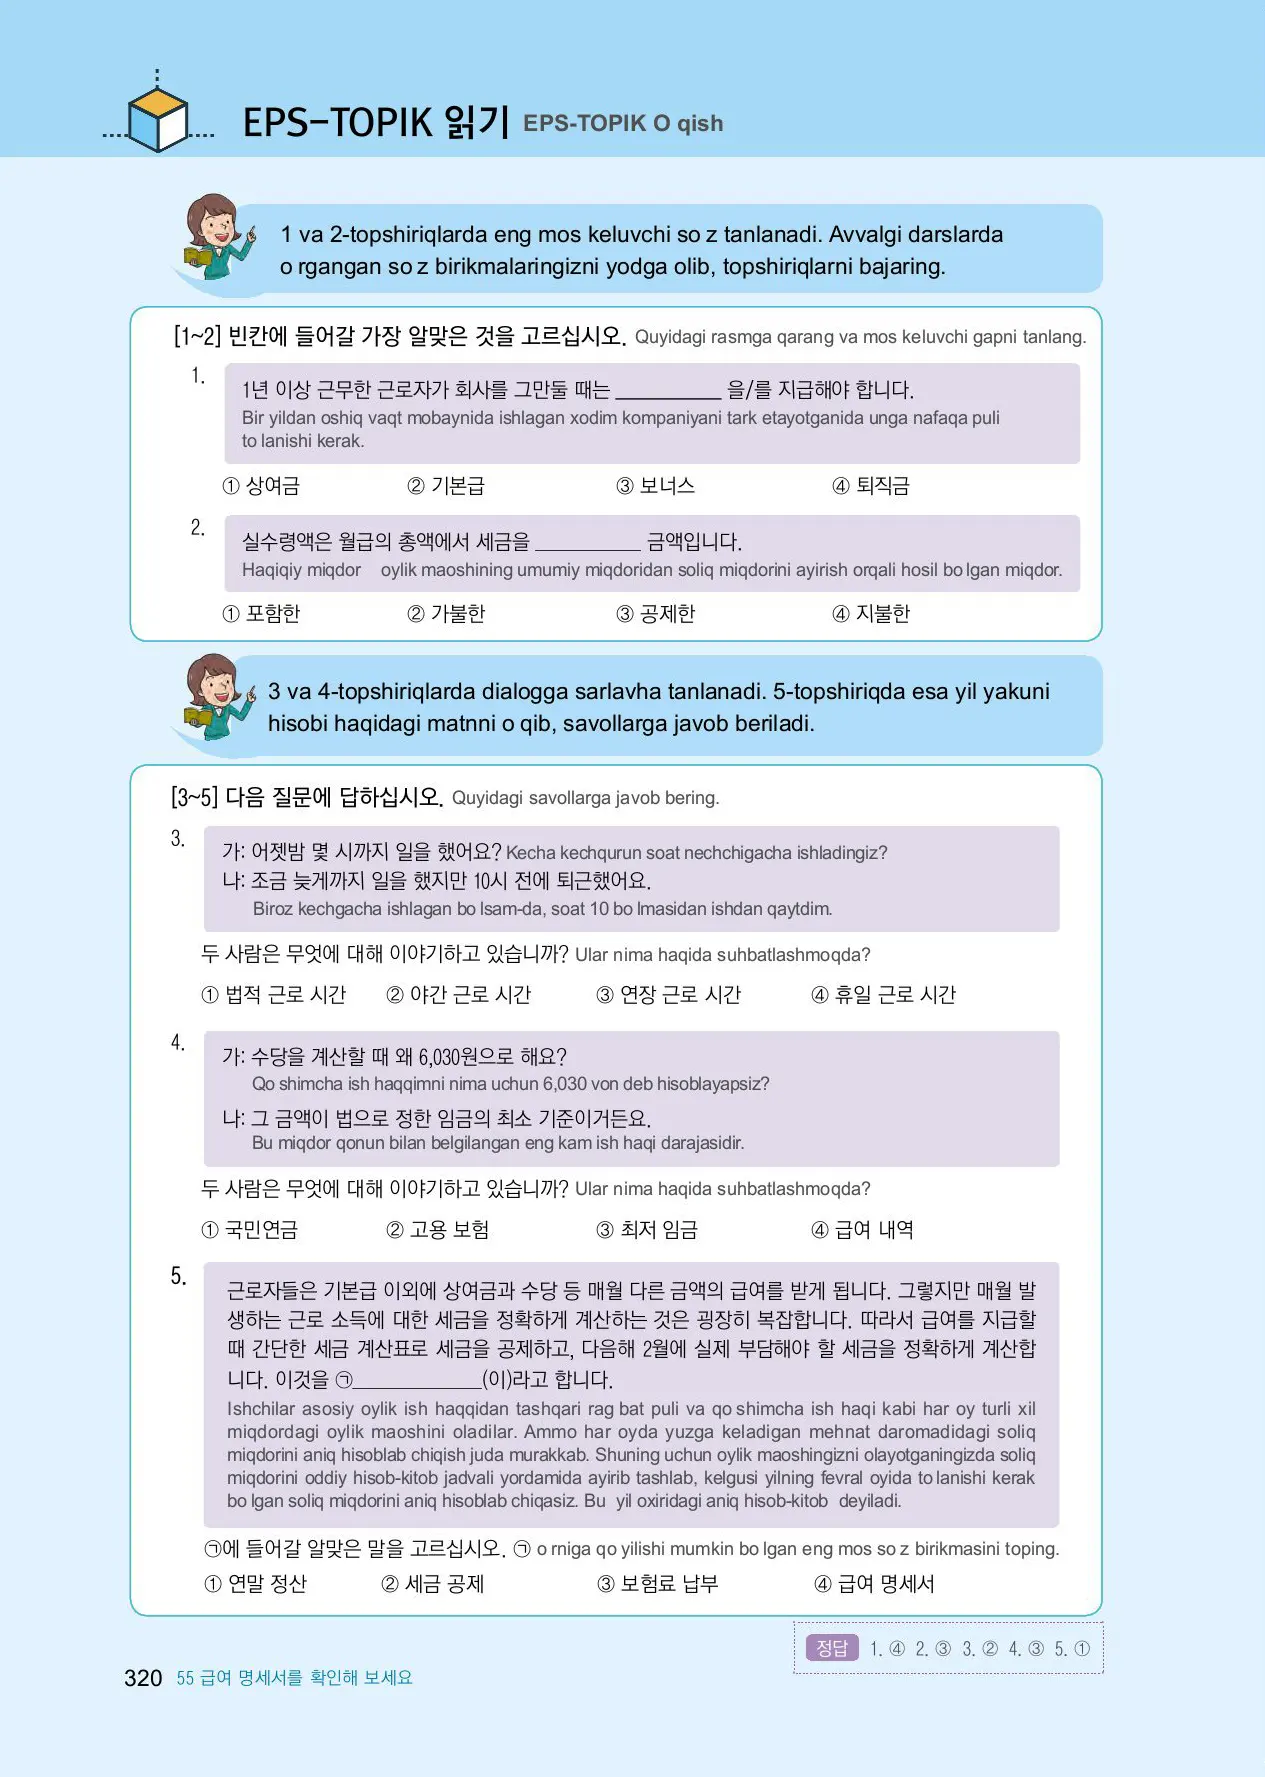 EPS-TOPIK 읽기 EPS-TOPIK O qish
1 va 2-topshiriqlarda eng mos keluvchi so z tanlanadi. Avvalgi darslarda
o rgangan so z birikmalaringizni yodga olib, topshiriqlarni bajaring.
[1~2] 빈칸에 들어갈 가장 알맞은 것을 고르십시오. Quyidagi rasmga qarang va mos keluvchi gapni tanlang.
1.
1년 이상 근무한 근로자가 회사를 그만둘 때는 __________ 을/를 지급해야 합니다.
Bir yildan oshiq vaqt mobaynida ishlagan xodim kompaniyani tark etayotganida unga nafaqa puli
to lanishi kerak.
① 상여금 ② 기본급 ③ 보너스 ④ 퇴직금
2.
실수령액은 월급의 총액에서 세금을 __________ 금액입니다.
Haqiqiy miqdor oylik maoshining umumiy miqdoridan soliq miqdorini ayirish orqali hosil bo lgan miqdor.
① 포함한 ② 가불한 ③ 공제한 ④ 지불한
3 va 4-topshiriqlarda dialogga sarlavha tanlanadi. 5-topshiriqda esa yil yakuni
hisobi haqidagi matnni o qib, savollarga javob beriladi.
[3~5] 다음 질문에 답하십시오. Quyidagi savollarga javob bering.
3.
가: 어젯밤 몇 시까지 일을 했어요? Kecha kechqurun soat nechchigacha ishladingiz?
나: 조금 늦게까지 일을 했지만 10시 전에 퇴근했어요.
Biroz kechgacha ishlagan bo lsam-da, soat 10 bo lmasidan ishdan qaytdim.
두 사람은 무엇에 대해 이야기하고 있습니까? Ular nima haqida suhbatlashmoqda?
① 법적 근로 시간 ② 야간 근로 시간 ③ 연장 근로 시간 ④ 휴일 근로 시간
4.
가: 수당을 계산할 때 왜 6,030원으로 해요?
Qo shimcha ish haqqimni nima uchun 6,030 von deb hisoblayapsiz?
나: 그 금액이 법으로 정한 임금의 최소 기준이거든요.
Bu miqdor qonun bilan belgilangan eng kam ish haqi darajasidir.
두 사람은 무엇에 대해 이야기하고 있습니까? Ular nima haqida suhbatlashmoqda?
① 국민연금 ② 고용 보험 ③ 최저 임금 ④ 급여 내역
5.
근로자들은 기본급 이외에 상여금과 수당 등 매월 다른 금액의 급여를 받게 됩니다. 그렇지만 매월 발
생하는 근로 소득에 대한 세금을 정확하게 계산하는 것은 굉장히 복잡합니다. 따라서 급여를 지급할
때 간단한 세금 계산표로 세금을 공제하고, 다음해 2월에 실제 부담해야 할 세금을 정확하게 계산합
니다. 이것을 ㉠____________(이)라고 합니다.
Ishchilar asosiy oylik ish haqqidan tashqari rag bat puli va qo shimcha ish haqi kabi har oy turli xil
miqdordagi oylik maoshini oladilar. Ammo har oyda yuzga keladigan mehnat daromadidagi soliq
miqdorini aniq hisoblab chiqish juda murakkab. Shuning uchun oylik maoshingizni olayotganingizda soliq
miqdorini oddiy hisob-kitob jadvali yordamida ayirib tashlab, kelgusi yilning fevral oyida to lanishi kerak
bo lgan soliq miqdorini aniq hisoblab chiqasiz. Bu yil oxiridagi aniq hisob-kitob deyiladi.
㉠에 들어갈 알맞은 말을 고르십시오. ㉠ o rniga qo yilishi mumkin bo lgan eng mos so z birikmasini toping.
① 연말 정산 ② 세금 공제 ③ 보험료 납부 ④ 급여 명세서
정답 1. ④ 2. ③ 3. ② 4. ③ 5. ①
320 55 급여 명세서를 확인해 보세요